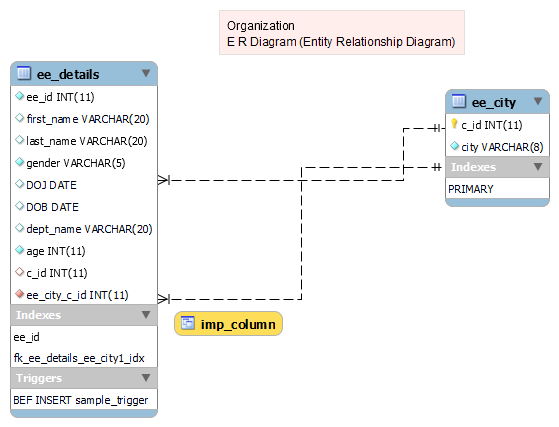 Organization
E R Diagram (Entity Relationship Diagram)
ee_details
ee_id INT(11)
first_name VARCHAR(20)
last_name VARCHAR(20)
gender VARCHAR(5)
DOJ DATE
DOB DATE
dept_name VARCHAR(20)
age INT(11)
c_id INT(11)
ee_city_c_id INT(11)
Indexes
ee_id
fk_ee_details_ee_city1_idx
Triggers
BEF INSERT sample_trigger
imp_column
ee_city
c_id INT(11)
city VARCHAR(8)
Indexes
PRIMARY